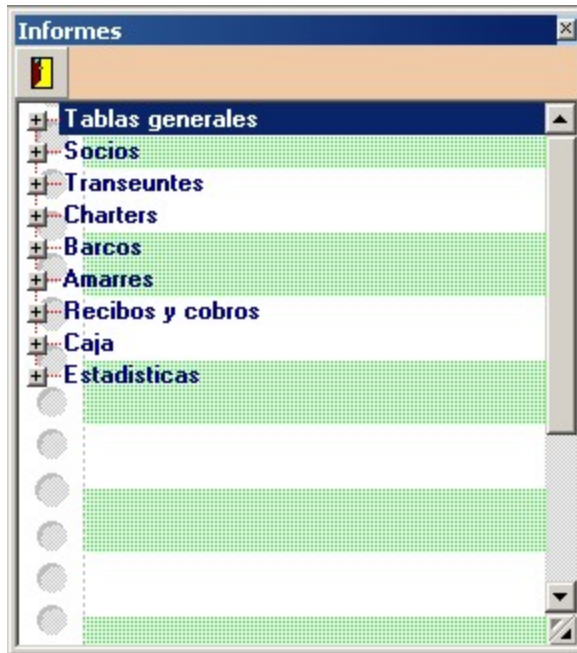 Informes
Tablas generales
Socios
Transeuntes
Charters
Barcos
Amarres
Recibos y cobros
Caja
Estadisticas